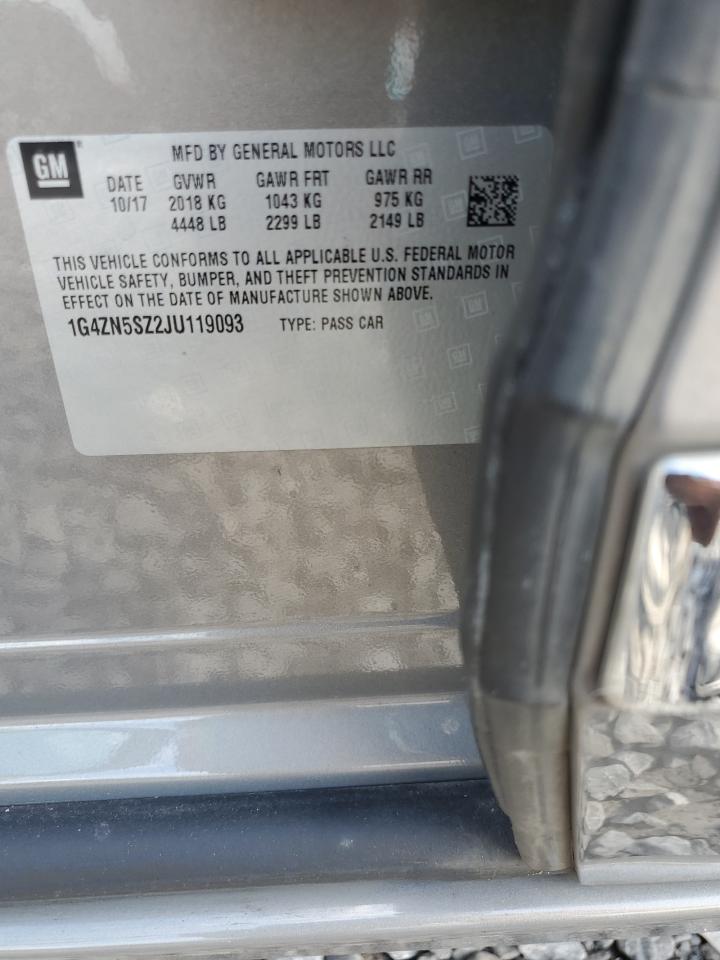 GM
MFD BY GENERAL MOTORS LLC
DATE GVWR GAWR FRT GAWR RR
10/17 2018 KG 1043 KG 975 KG
4448 LB 2299 LB 2149 LB
THIS VEHICLE CONFORMS TO ALL APPLICABLE U.S. FEDERAL MOTOR
VEHICLE SAFETY, BUMPER, AND THEFT PREVENTION STANDARDS IN
EFFECT ON THE DATE OF MANUFACTURE SHOWN ABOVE.
1G4ZN5SZ2JU119093 TYPE: PASS CAR